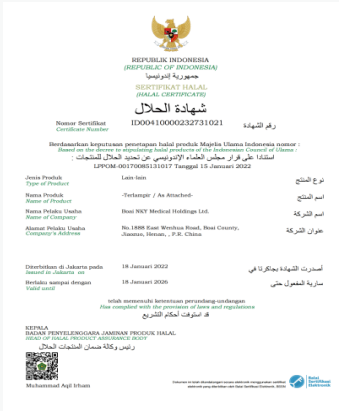 REPUBLIK INDONESIA
(REPUBLIC OF INDONESIA)
جمهورية إندونيسيا
SERTIFIKAT HALAL
(HALAL CERTIFICATE)
شهادة الحلال
Nomor Sertifikat ID00410000232731021 رقم الشهادة
Certificate Number
Berdasarkan keputusan penetapan halal produk Majelis Ulama Indonesia nomor :
Based on the decree to stipulating halal products of the Indonesian Council of Ulama :
استنادا على قرار مجلس العلماء الإندونيسي عن تحديد الحلال للمنتجات :
LPPOM-00170085131017 Tanggal 15 Januari 2022
Jenis Produk Lain-lain نوع المنتج
Type of Product
Nama Produk -Terlampir / As Attached- اسم المنتج
Name of Product
Nama Pelaku Usaha Boai NKY Medical Holdings Ltd. اسم الشركة
Name of Company
Alamat Pelaku Usaha No.1888 East Wenhua Road, Boai County, عنوان الشركة
Company's Address Jiaozuo, Henan, , P.R. China
Diterbitkan di Jakarta pada 18 Januari 2022 أصدرت الشهادة بجاكرتا في
Issued in Jakarta on
Berlaku sampai dengan 18 Januari 2026 سارية المفعول حتى
Valid until
telah memenuhi ketentuan perundang-undangan
Has complied with the provision of laws and regulations
قد استوفت أحكام التشريع
KEPALA
BADAN PENYELENGGARA JAMINAN PRODUK HALAL
HEAD OF HALAL PRODUCT ASSURANCE BODY
رئيس وكالة ضمان المنتجات الحلال
Muhammad Aqil Irham
Balai
Sertifikasi
Elektronik